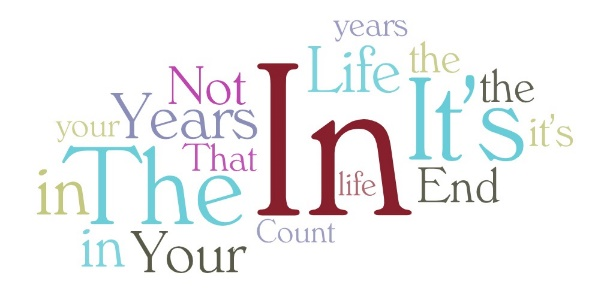 years
Life the
Not In It's the
Years it's
your That
in The life End
in Your Count